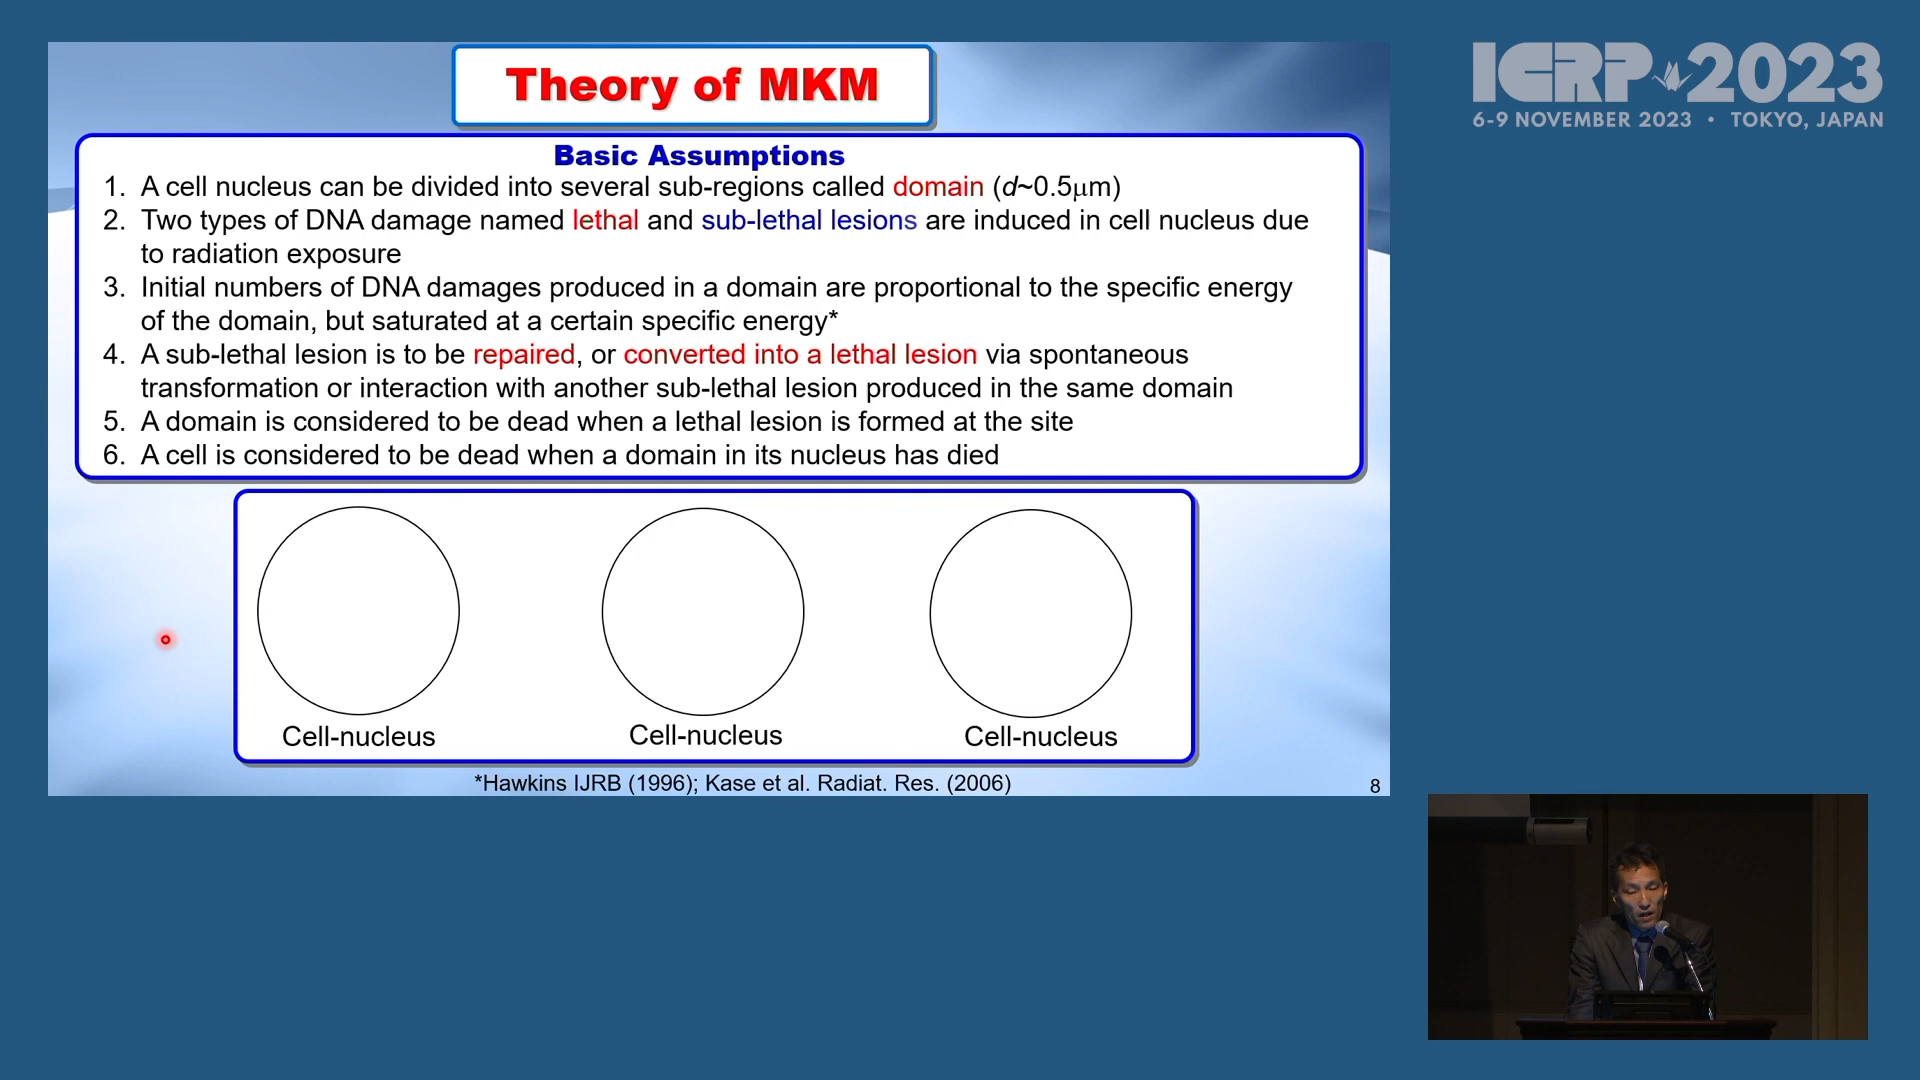 Theory of MKM
Basic Assumptions
1. A cell nucleus can be divided into several sub-regions called domain (d~0.5μm)
2. Two types of DNA damage named lethal and sub-lethal lesions are induced in cell nucleus due
to radiation exposure
3. Initial numbers of DNA damages produced in a domain are proportional to the specific energy
of the domain, but saturated at a certain specific energy*
4. A sub-lethal lesion is to be repaired, or converted into a lethal lesion via spontaneous
transformation or interaction with another sub-lethal lesion produced in the same domain
5. A domain is considered to be dead when a lethal lesion is formed at the site
6. A cell is considered to be dead when a domain in its nucleus has died
Cell-nucleus Cell-nucleus Cell-nucleus
*Hawkins IJRB (1996); Kase et al. Radiat. Res. (2006)
8
ICRP 2023
6-9 NOVEMBER 2023 • TOKYO, JAPAN